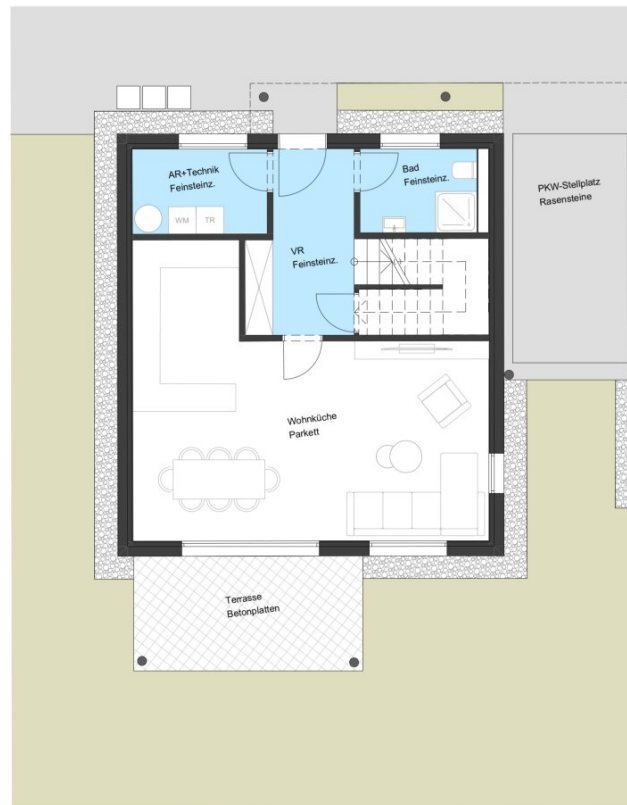 AR+Technik
Feinsteinz.
WM
TR
Bad
Feinsteinz.
PKW-Stellplatz
Rasensteine
VR
Feinsteinz.
Wohnküche
Parkett
Terrasse
Betonplatten